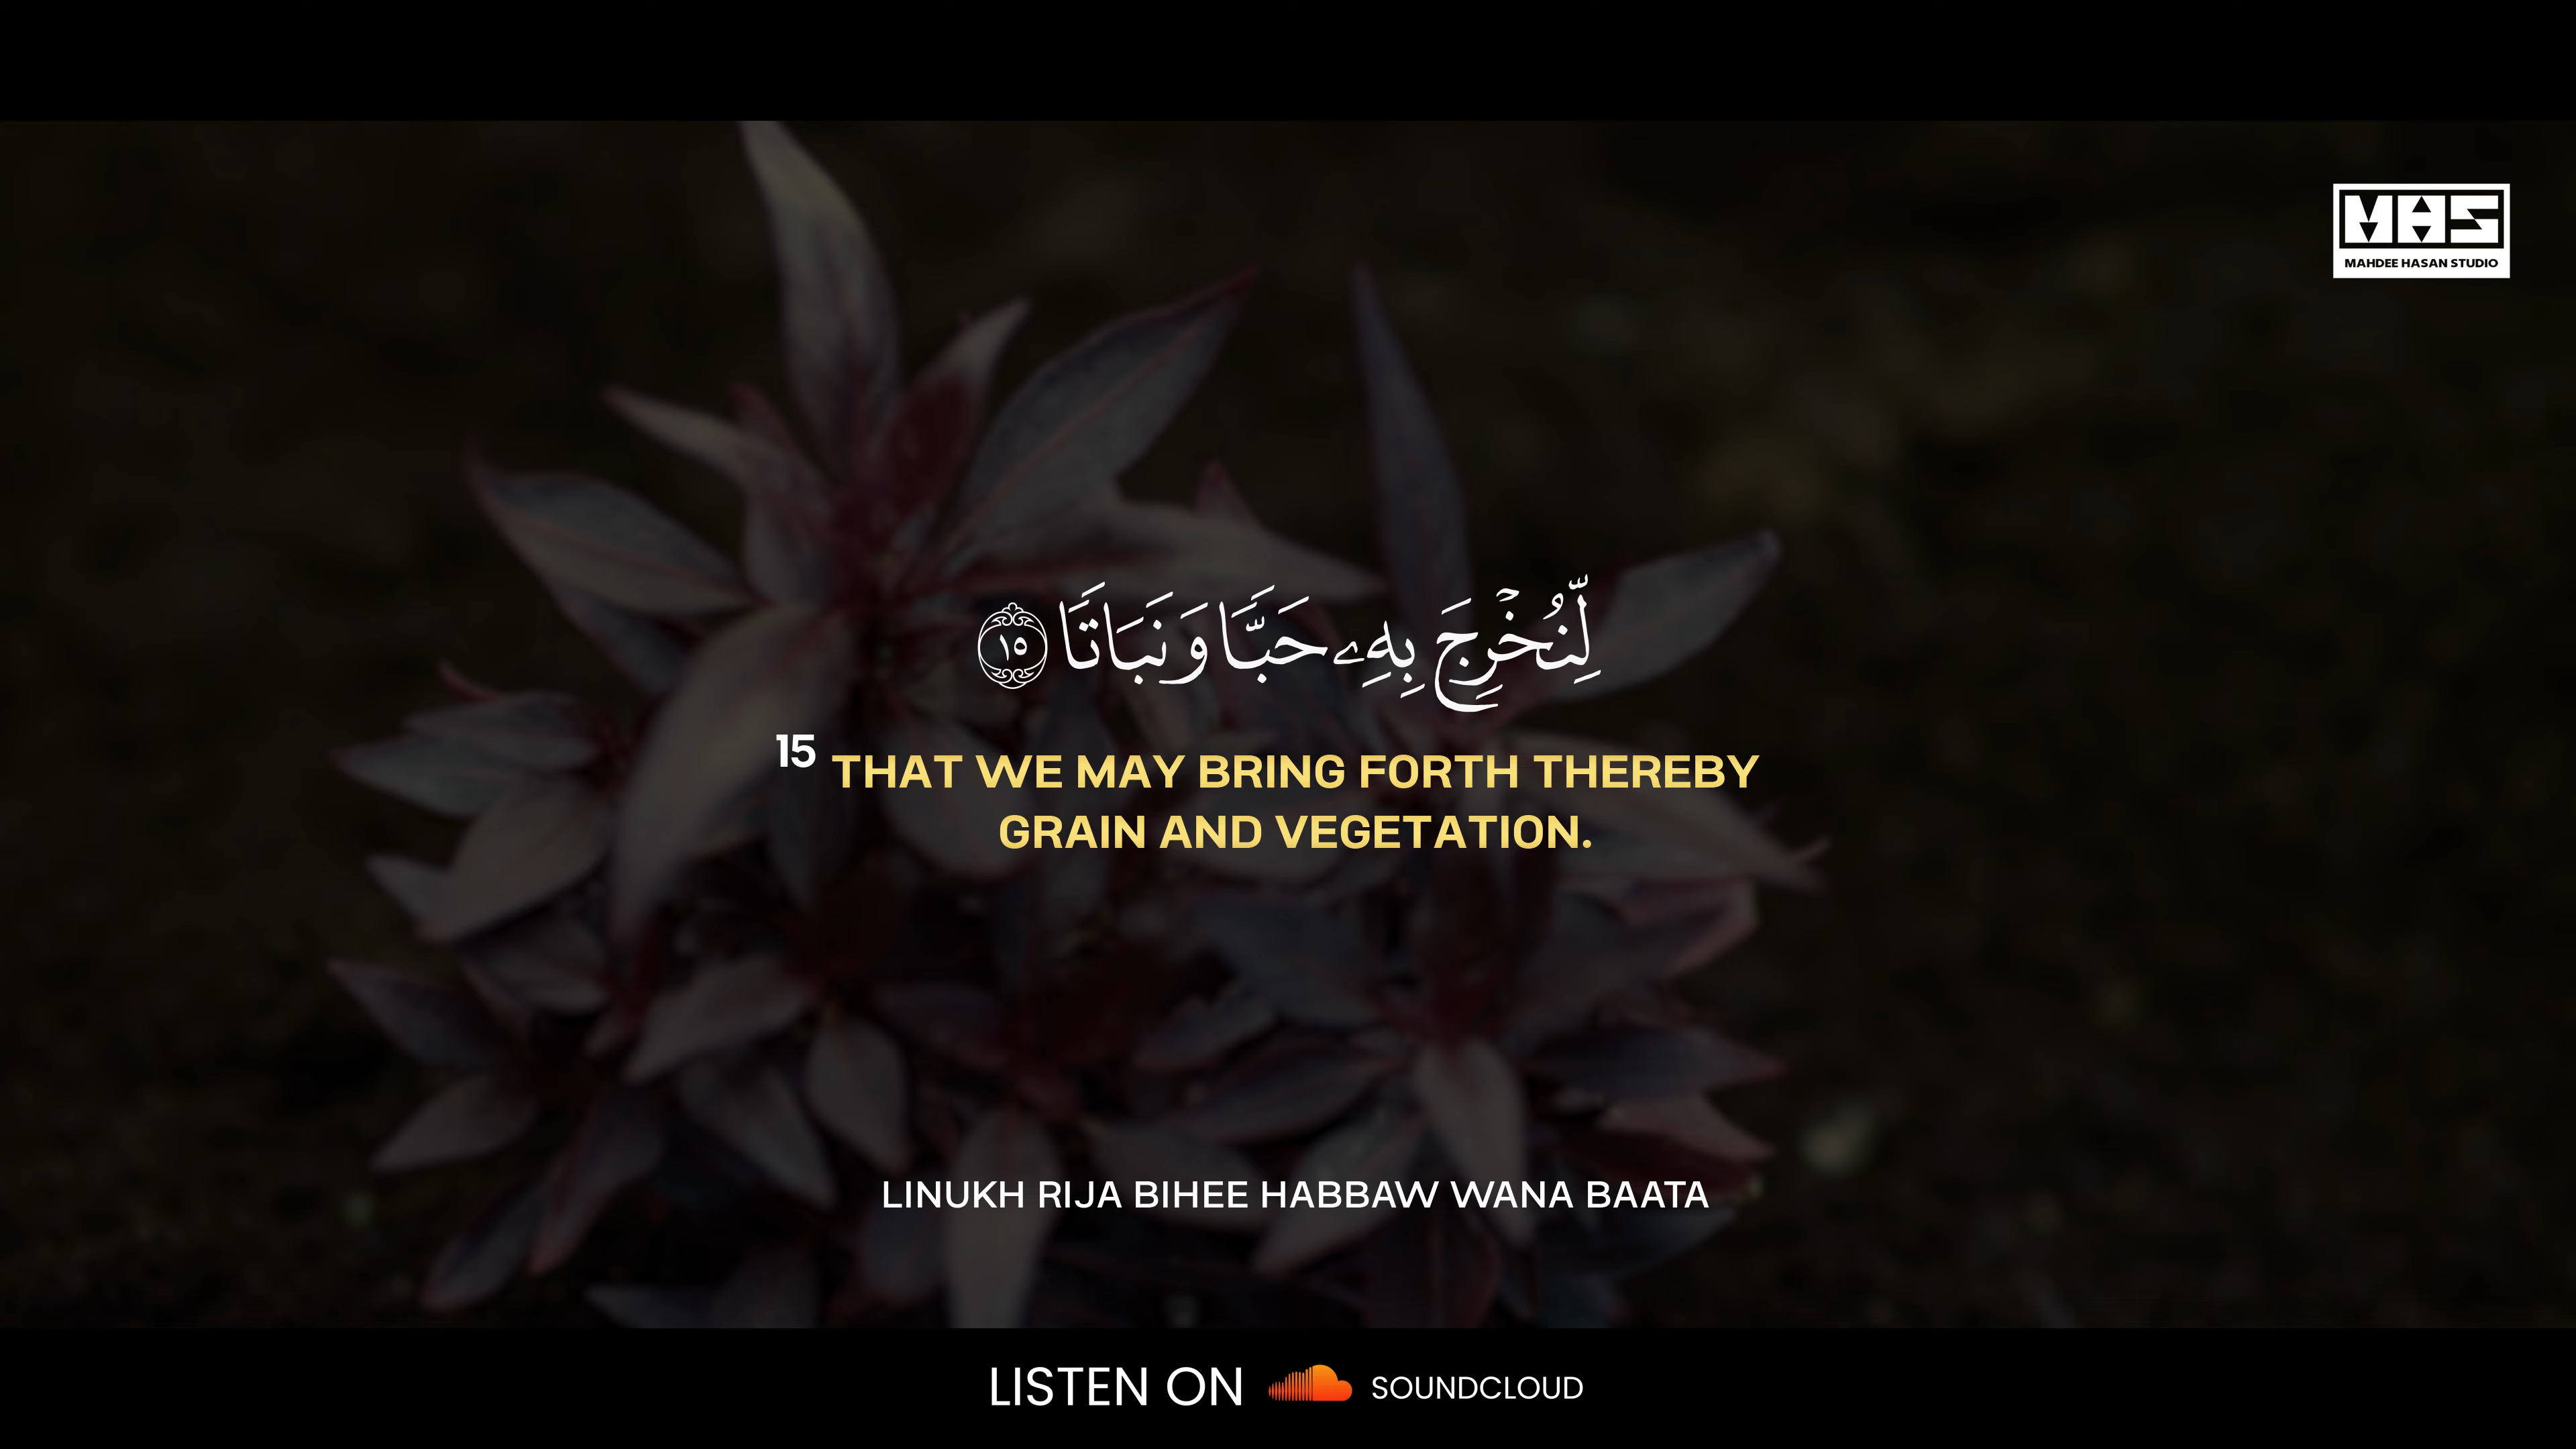 MHS
MAHDEE HASAN STUDIO
لِّنُخْرِجَ بِهِۦ حَبًّا وَنَبَاتًا ١٥
15 THAT WE MAY BRING FORTH THEREBY
GRAIN AND VEGETATION.
LINUKH RIJA BIHEE HABBAW WANA BAATA
LISTEN ON SOUNDCLOUD